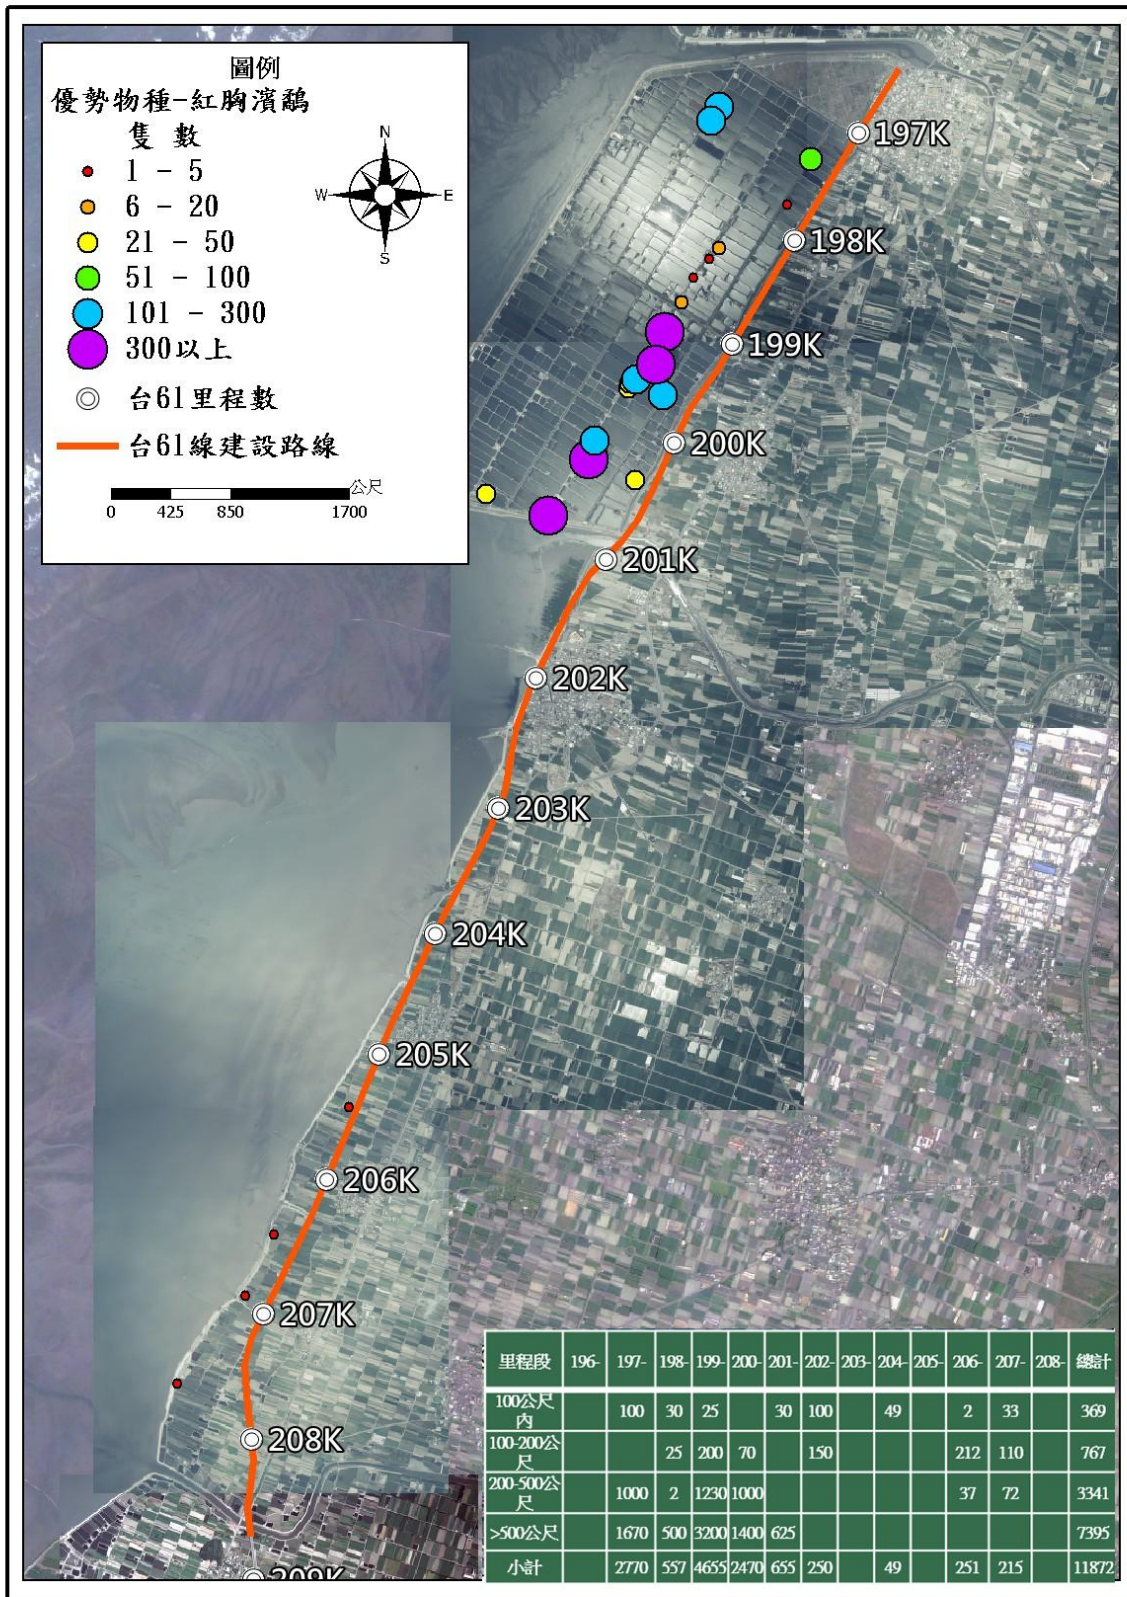 圖例
優勢物種-紅胸濱鷸
隻 數
1 - 5
6 - 20
21 - 50
51 - 100
101 - 300
300以上
台61里程數
台61線建設路線
公尺
0 425 850 1700
N
W E
S
197K
198K
199K
200K
201K
202K
203K
204K
205K
206K
207K
208K
209K
里程段 196- 197- 198- 199- 200- 201- 202- 203- 204- 205- 206- 207- 208- 總計
100公尺內 100 30 25 30 100 49 2 33 369
100-200公尺 25 200 70 150 212 110 767
200-500公尺 1000 2 1230 1000 37 72 3341
>500公尺 1670 500 3200 1400 625 7395
小計 2770 557 4655 2470 655 250 49 251 215 11872